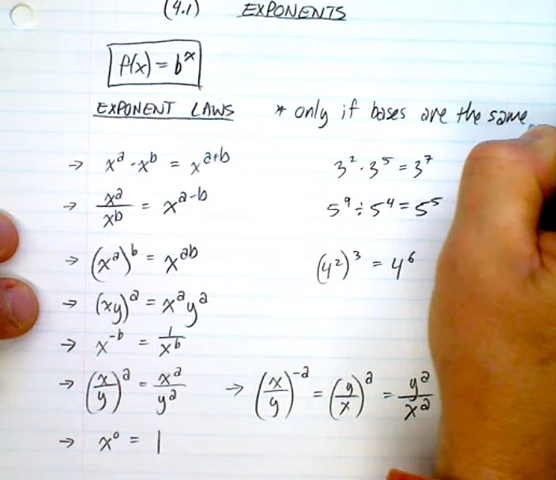 (4.1) EXPONENTS
f(x) = b^x
EXPONENT LAWS * only if bases are the same.
→ x^a · x^b = x^(a+b) 3^2 · 3^5 = 3^7
→ x^a/x^b = x^(a-b) 5^9 ÷ 5^4 = 5^5
→ (x^a)^b = x^(ab) (4^2)^3 = 4^6
→ (xy)^a = x^a y^a
→ x^(-b) = 1/x^b
→ (x/y)^a = x^a/y^a → (x/y)^(-a) = (y/x)^a = y^a/x^a
→ x^0 = 1